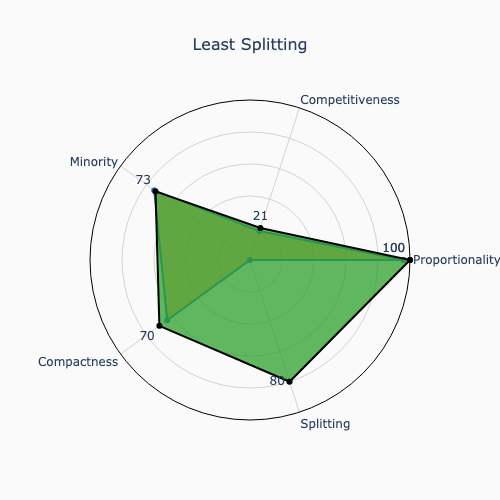 Least Splitting
Competitiveness
Minority
73
21
100
Proportionality
70
Compactness
80
Splitting